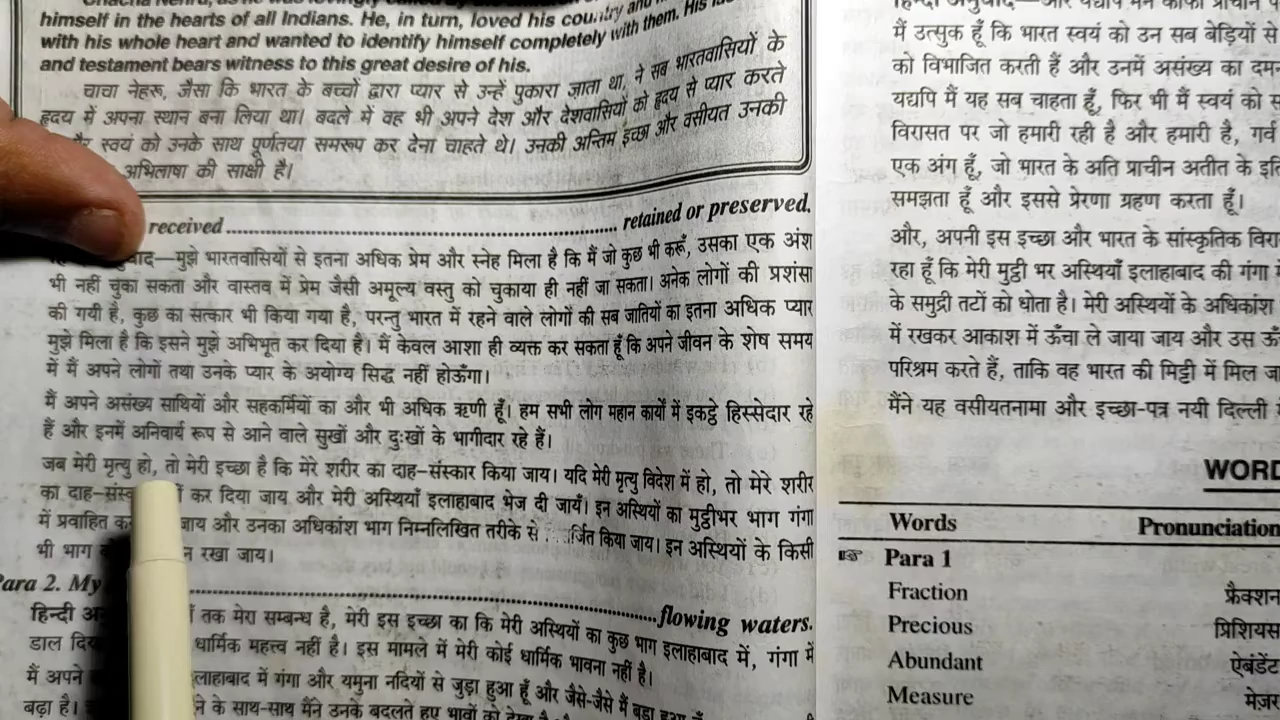 himself in the hearts of all Indians. He, in turn, loved his country and
with his whole heart and wanted to identify himself completely with them. His
and testament bears witness to this great desire of his.
चाचा नेहरू, जैसा कि भारत के बच्चों द्वारा प्यार से उन्हें पुकारा जाता था, ने सब भारतवासियों के
हृदय में अपना स्थान बना लिया था। बदले में वह भी अपने देश और देशवासियों को हृदय से प्यार करते
स्वयं को उनके साथ पूर्णतया समरूप कर देना चाहते थे। उनकी अन्तिम इच्छा और वसीयत उनकी
अभिलाषा की साक्षी है।
received .......... retained or preserved.
—मुझे भारतवासियों से इतना अधिक प्रेम और स्नेह मिला है कि मैं जो कुछ भी करूँ, उसका एक अंश
भी नहीं चुका सकता और वास्तव में प्रेम जैसी अमूल्य वस्तु को चुकाया ही नहीं जा सकता। अनेक लोगों की प्रशंसा
की गयी है, कुछ का सत्कार भी किया गया है, परन्तु भारत में रहने वाले लोगों की सब जातियों का इतना अधिक प्यार
मुझे मिला है कि इसने मुझे अभिभूत कर दिया है। मैं केवल आशा ही व्यक्त कर सकता हूँ कि अपने जीवन के शेष समय
में मैं अपने लोगों तथा उनके प्यार के अयोग्य सिद्ध नहीं होऊँगा।
मैं अपने असंख्य साथियों और सहकर्मियों का और भी अधिक ऋणी हूँ। हम सभी लोग महान कार्यों में इकट्ठे हिस्सेदार रहे
हैं और इनमें अनिवार्य रूप से आने वाले सुखों और दुःखों के भागीदार रहे हैं।
जब मेरी मृत्यु हो, तो मेरी इच्छा है कि मेरे शरीर का दाह-संस्कार किया जाय। यदि मेरी मृत्यु विदेश में हो, तो मेरे शरीर
का कर दिया जाय और मेरी अस्थियाँ इलाहाबाद भेज दी जायँ। इन अस्थियों का मुट्ठीभर भाग गंगा
में प्रवाहित जाय और उनका अधिकांश भाग निम्नलिखित तरीके से किया जाय। इन अस्थियों के किसी
भी भाग न रखा जाय।
Para 2. My .......... flowing waters.
हिन्दी तक मेरा सम्बन्ध है, मेरी इस इच्छा का कि मेरी अस्थियों का कुछ भाग इलाहाबाद में, गंगा में
डाल धार्मिक महत्त्व नहीं है। इस मामले में मेरी कोई धार्मिक भावना नहीं है।
मैं अपने इलाहाबाद में गंगा और यमुना नदियों से जुड़ा हुआ हूँ और जैसे-जैसे मैं बड़ा हुआ
बढ़ा है। के साथ-साथ मैंने उनके बदलते हुए भावों को देखा
मैं उत्सुक हूँ कि भारत स्वयं को उन सब बेड़ियों से
को विभाजित करती हैं और उनमें असंख्य का
यद्यपि मैं यह सब चाहता हूँ, फिर भी मैं स्वयं को
विरासत पर जो हमारी रही है और हमारी है, गर्व
एक अंग हूँ, जो भारत के अति प्राचीन अतीत के
समझता हूँ और इससे प्रेरणा ग्रहण करता हूँ।
और, अपनी इस इच्छा और भारत के सांस्कृतिक
रहा हूँ कि मेरी मुट्ठी भर अस्थियाँ इलाहाबाद की गंगा
के समुद्री तटों को धोता है। मेरी अस्थियों के अधिकांश
में रखकर आकाश में ऊँचा ले जाया जाय और उस
परिश्रम करते हैं, ताकि वह भारत की मिट्टी में मिल
मैंने यह वसीयतनामा और इच्छा-पत्र नयी दिल्ली
WORD
Words Pronunciation
☞ Para 1
Fraction फ्रैक्शन
Precious प्रिशियस
Abundant ऐबंडेंट
Measure मेज़र